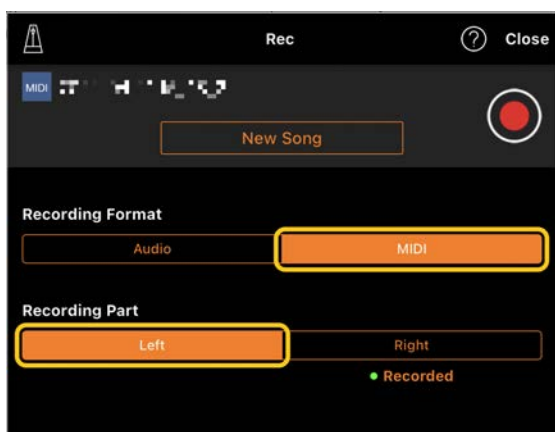 Rec
? Close
MIDI
New Song
Recording Format
Audio MIDI
Recording Part
Left Right
Recorded